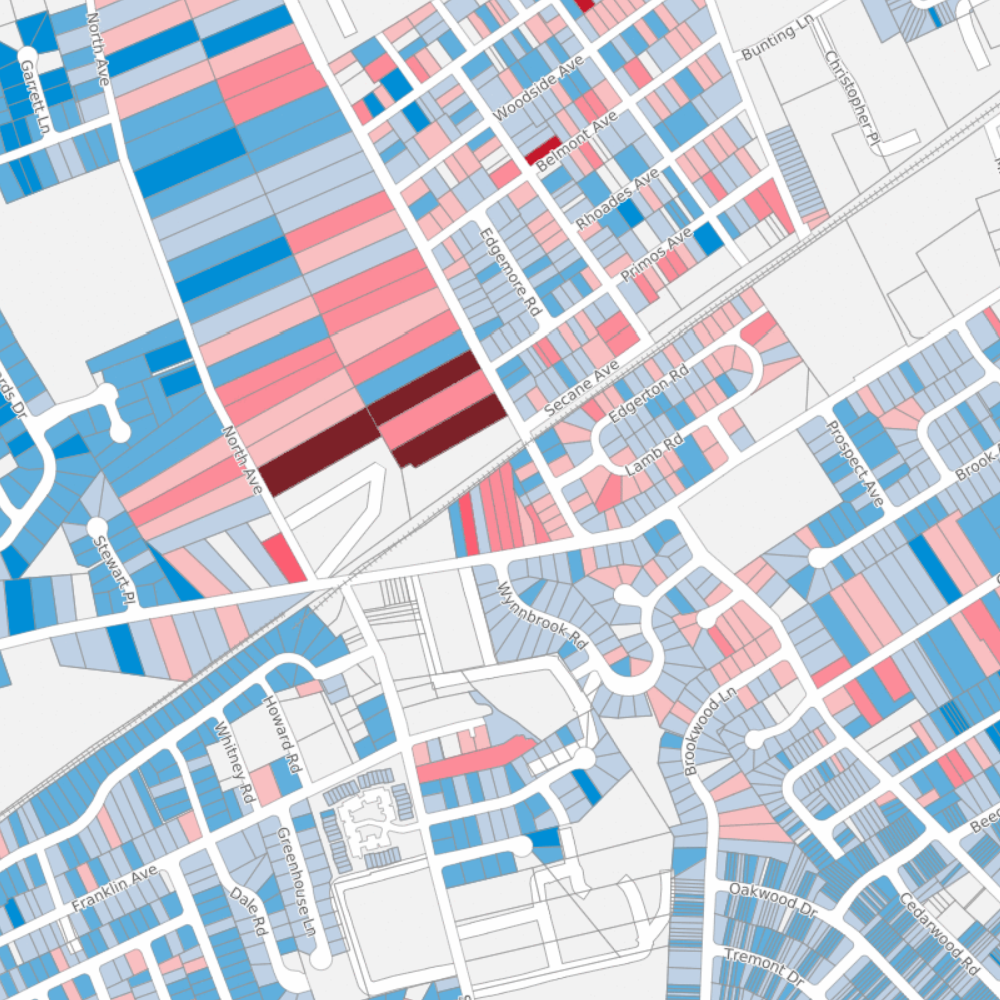 North Ave
Garrett Ln
Bunting Ln
Christopher Pl
Woodside Ave
Belmont Ave
Rhoades Ave
Primos Ave
Edgemore Rd
Secane Ave
Edgerton Rd
Lamb Rd
North Ave
Prospect Ave
Brook
Stewart Pl
Wynnbrook Rd
Brookwood Ln
Howard Rd
Whitney Rd
Greenhouse Ln
Franklin Ave
Dale Rd
Oakwood Dr
Tremont Dr
Cedarwood Rd
Beec
ards Dr